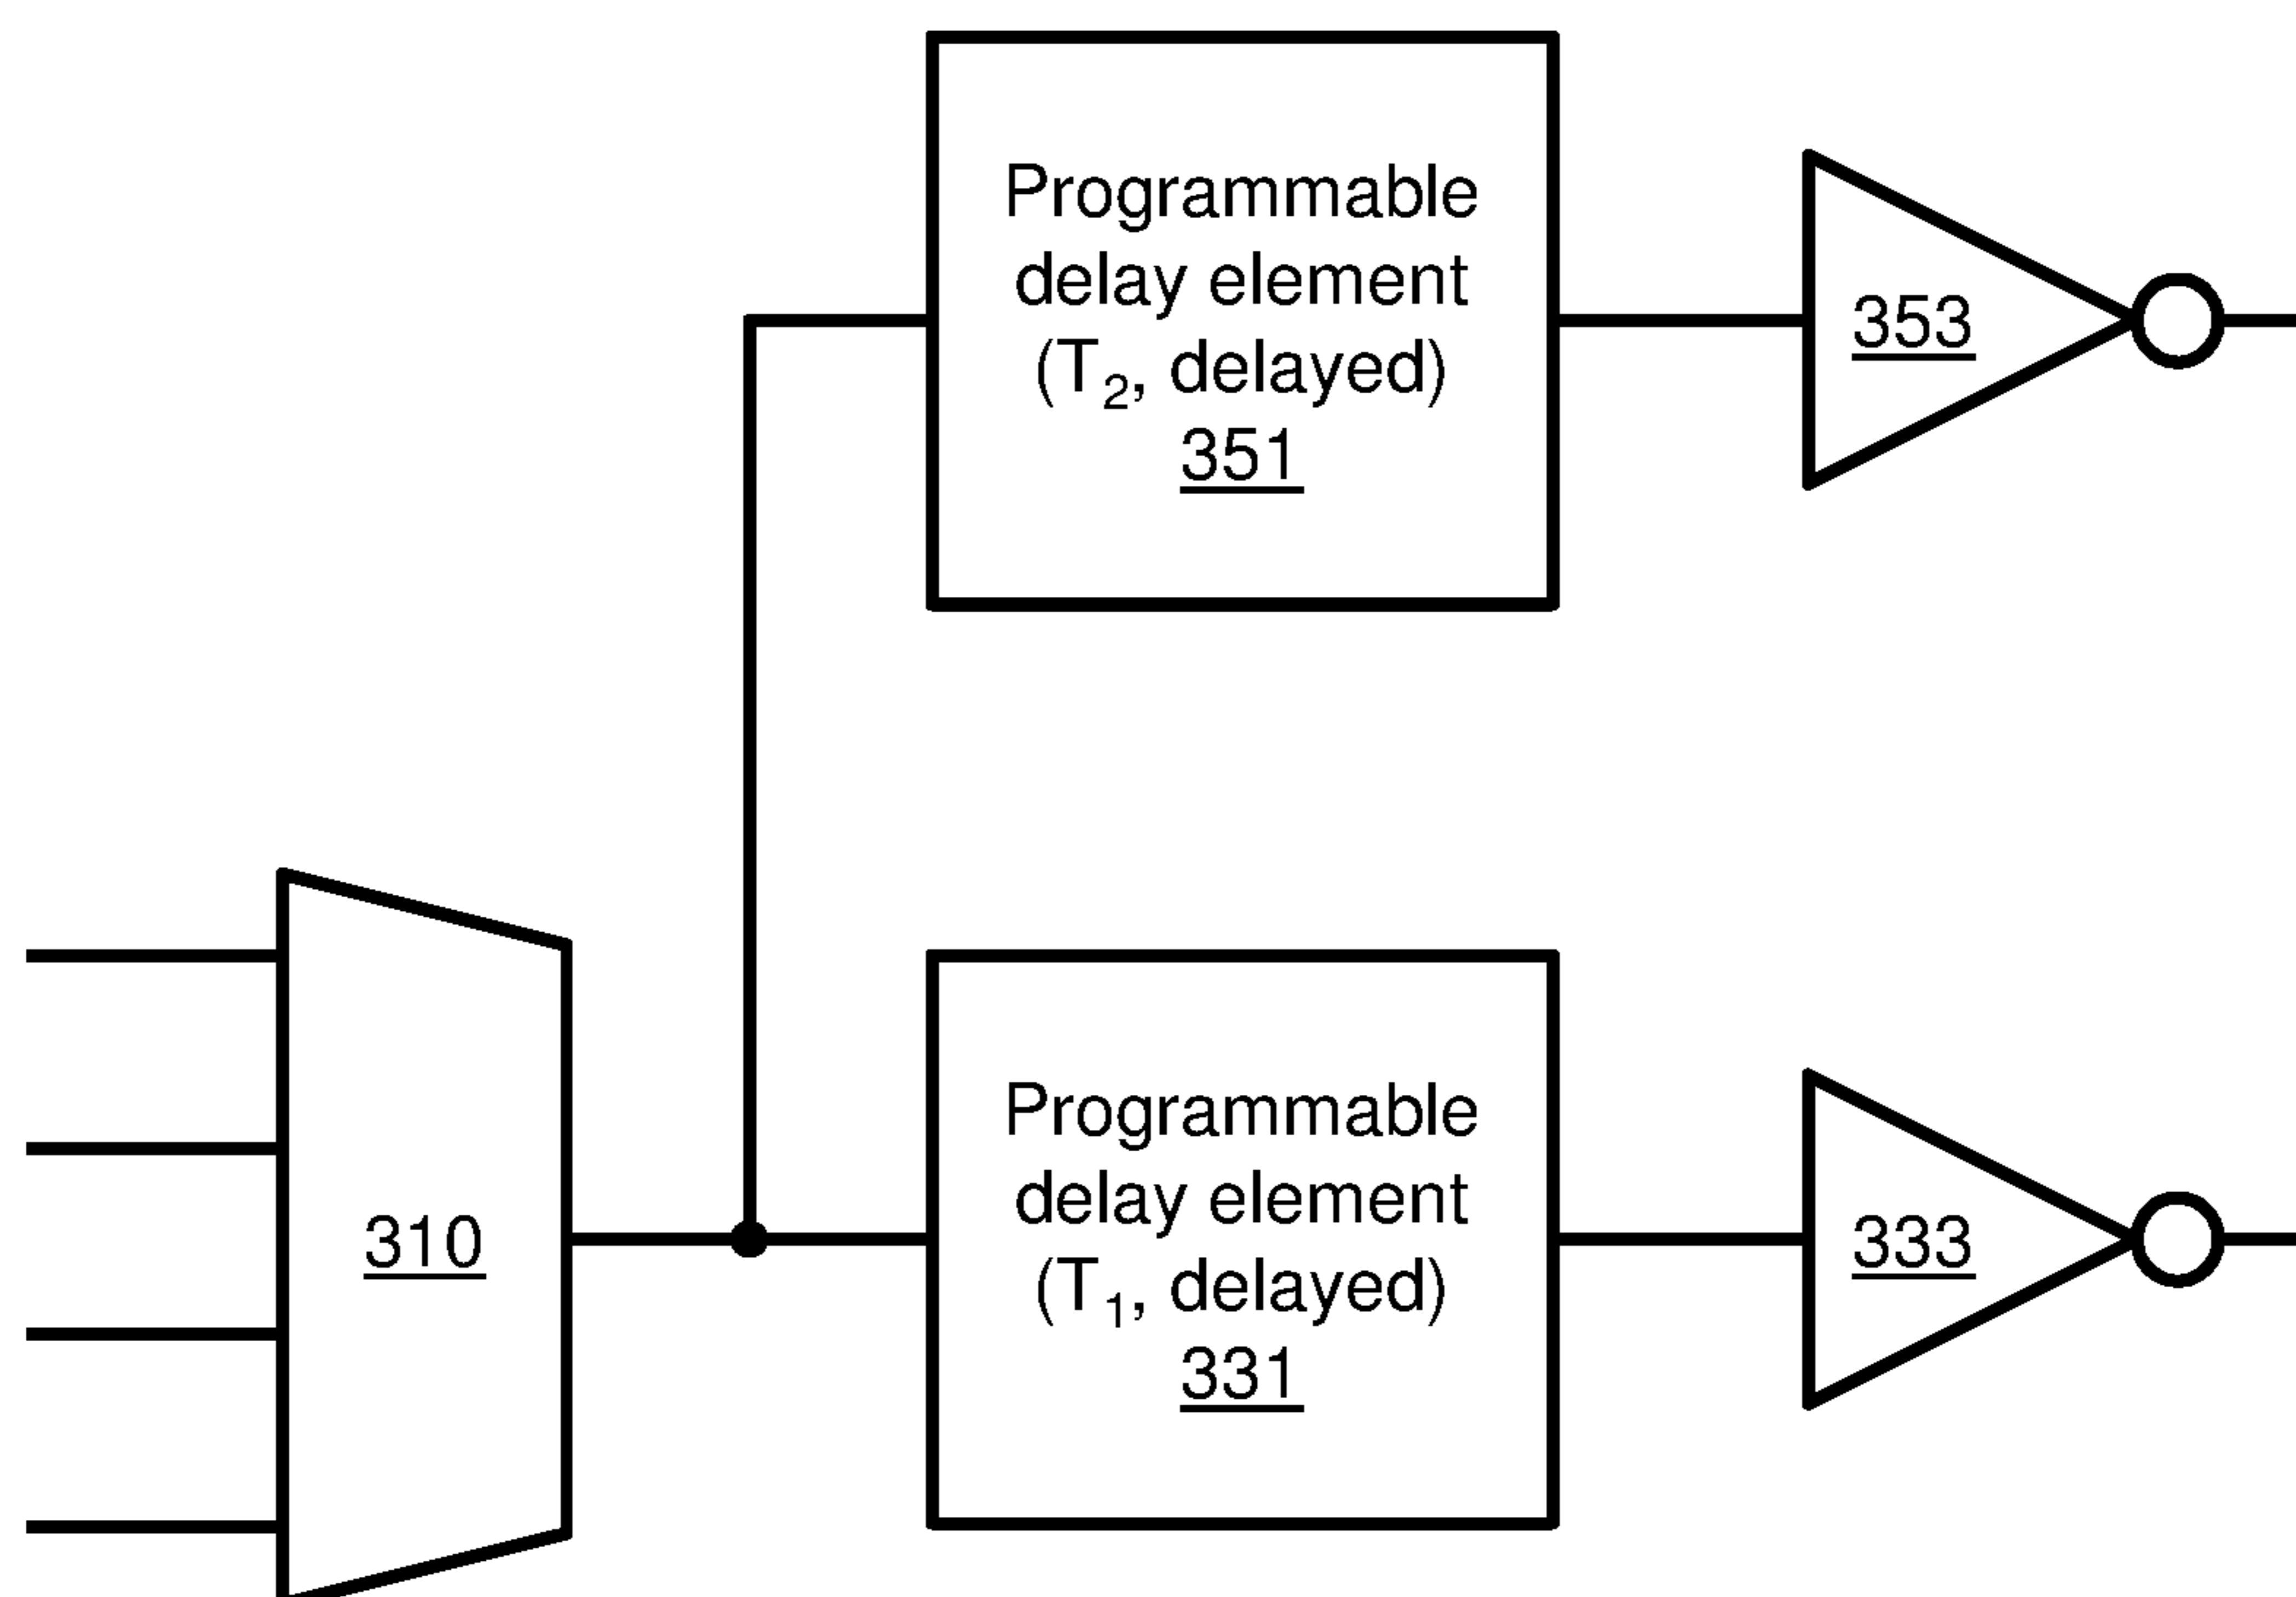 Programmable
delay element
(T₂, delayed)
351
353
310
Programmable
delay element
(T₁, delayed)
331
333